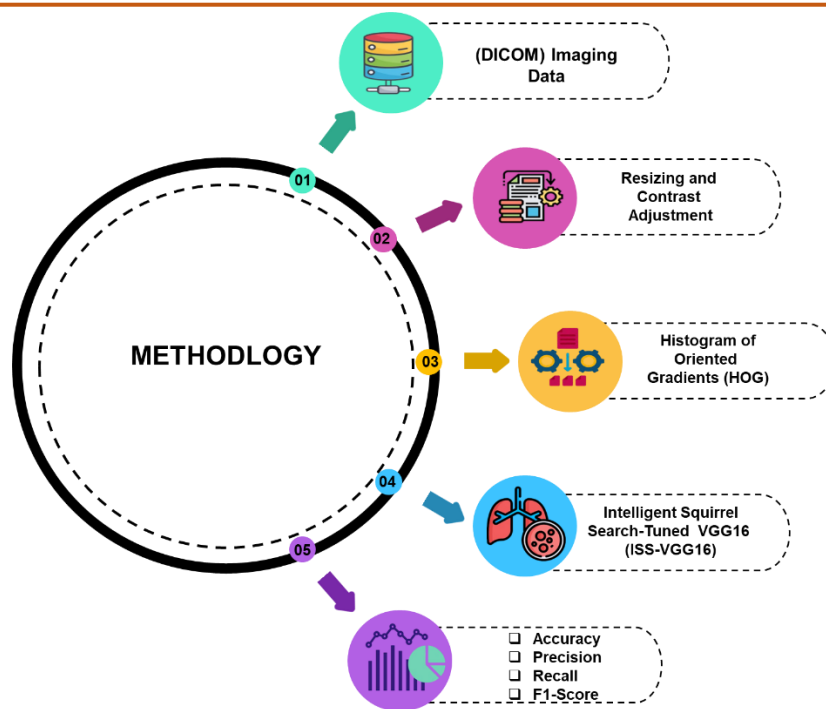 (DICOM) Imaging
Data
01
Resizing and
Contrast
Adjustment
02
METHODLOGY
03
Histogram of
Oriented
Gradients (HOG)
04
Intelligent Squirrel
Search-Tuned VGG16
(ISS-VGG16)
05
❑ Accuracy
❑ Precision
❑ Recall
❑ F1-Score